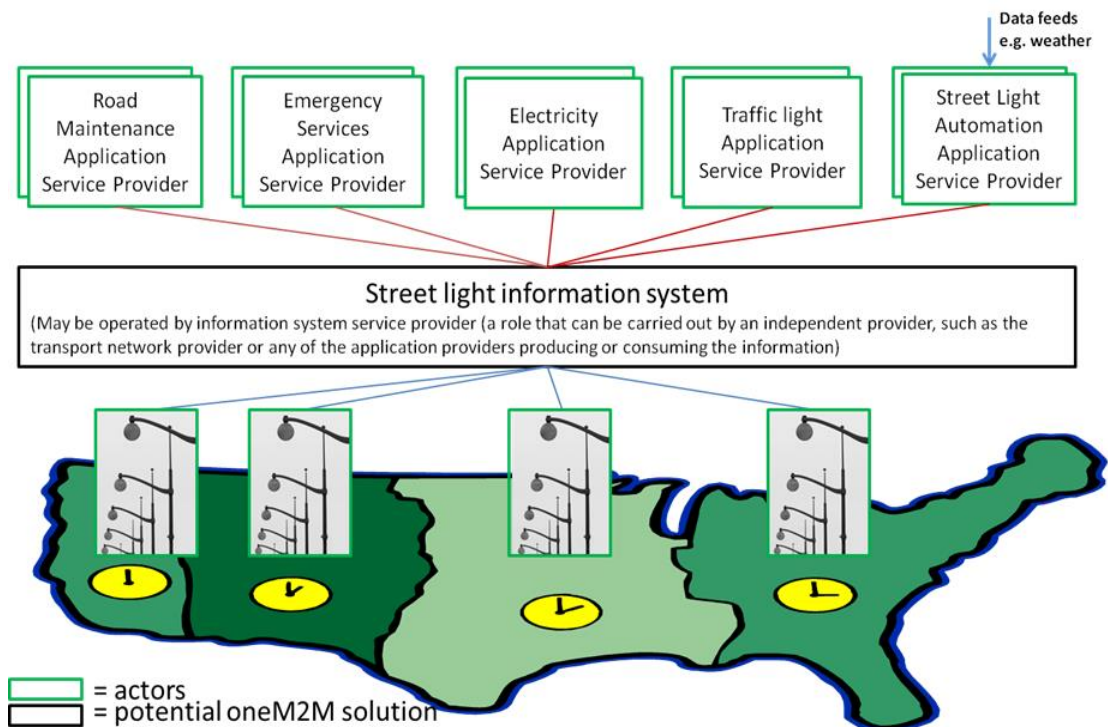 Data feeds
e.g. weather
Road
Maintenance
Application
Service Provider
Emergency
Services
Application
Service Provider
Electricity
Application
Service Provider
Traffic light
Application
Service Provider
Street Light
Automation
Application
Service Provider
Street light information system
(May be operated by information system service provider (a role that can be carried out by an independent provider, such as the
transport network provider or any of the application providers producing or consuming the information)
= actors
= potential oneM2M solution